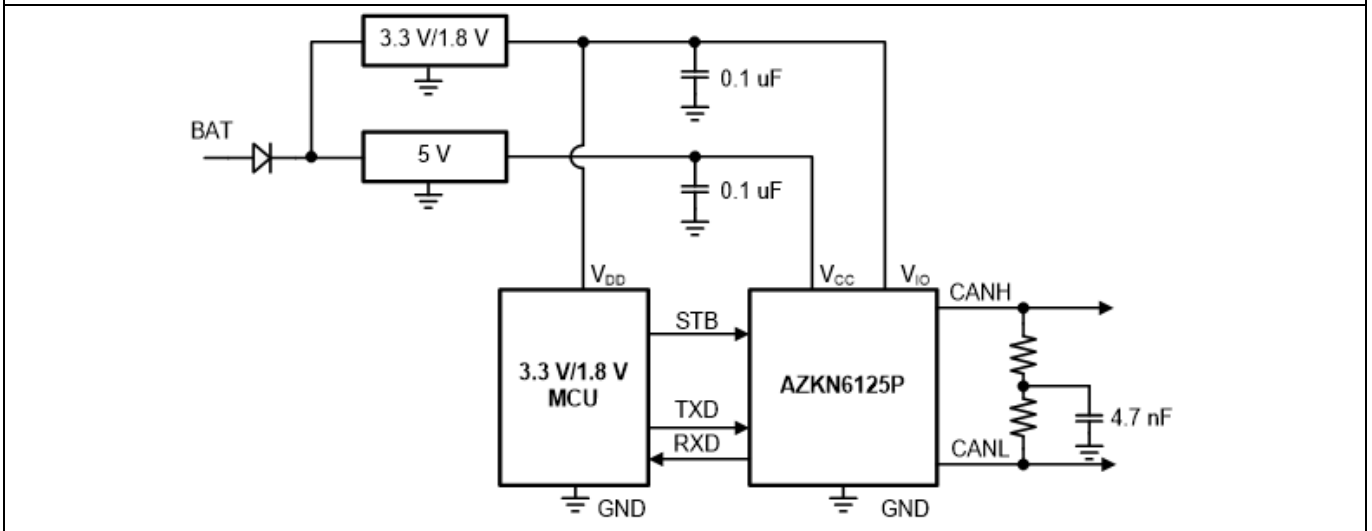 3.3 V/1.8 V
0.1 uF
BAT
5 V
0.1 uF
VDD
VCC
VIO
CANH
STB
3.3 V/1.8 V
MCU
AZKN6125P
TXD
4.7 nF
RXD
CANL
GND
GND